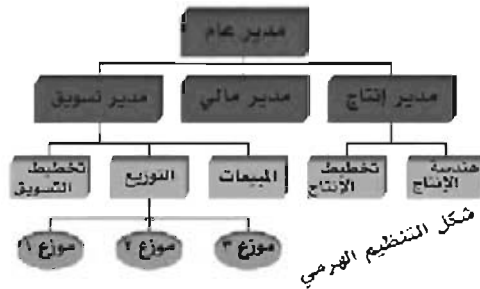 مدير عام
مدير إنتاج
مدير مالي
مدير تسويق
هندسة
الإنتاج
تخطيط
الإنتاج
المبيعات
التوزيع
تخطيط
التسويق
موزع ٣
موزع ٢
موزع ١
شكل التنظيم الهرمي